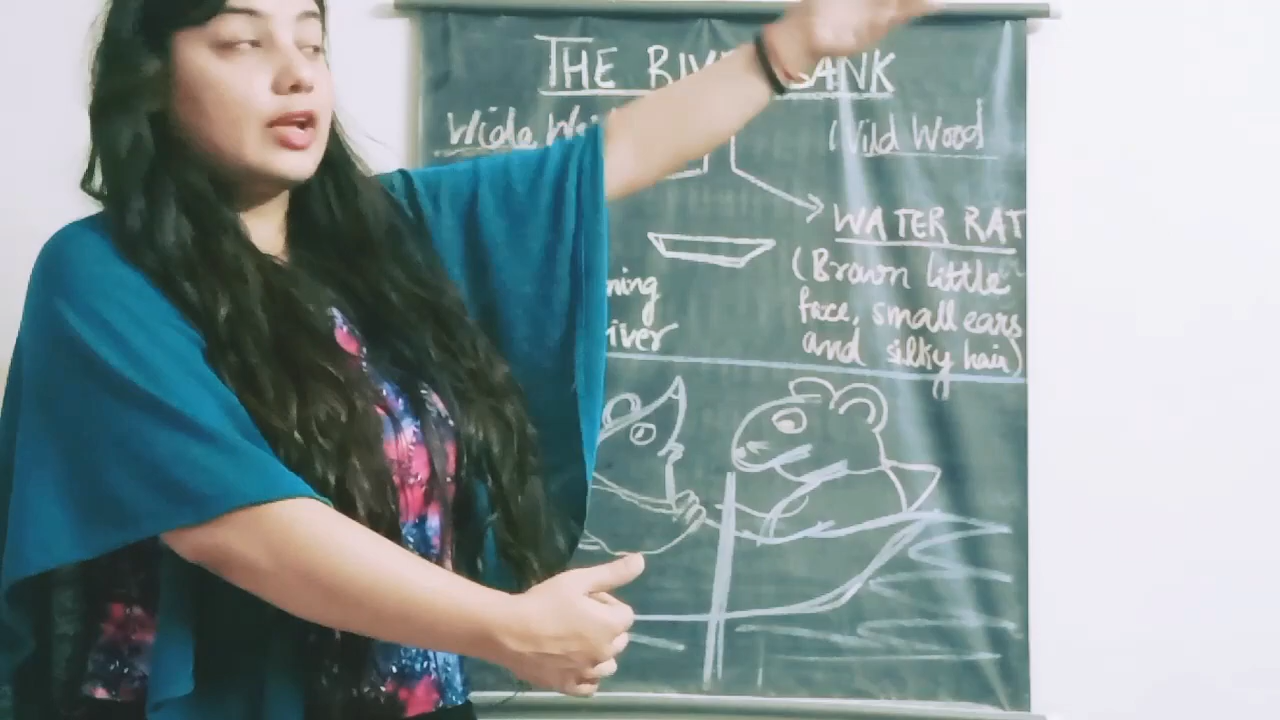 THE RIV BANK
Wide W
Wild Wood
WATER RAT
(Brown little
face, small ears
and silky hair)
ning
iver